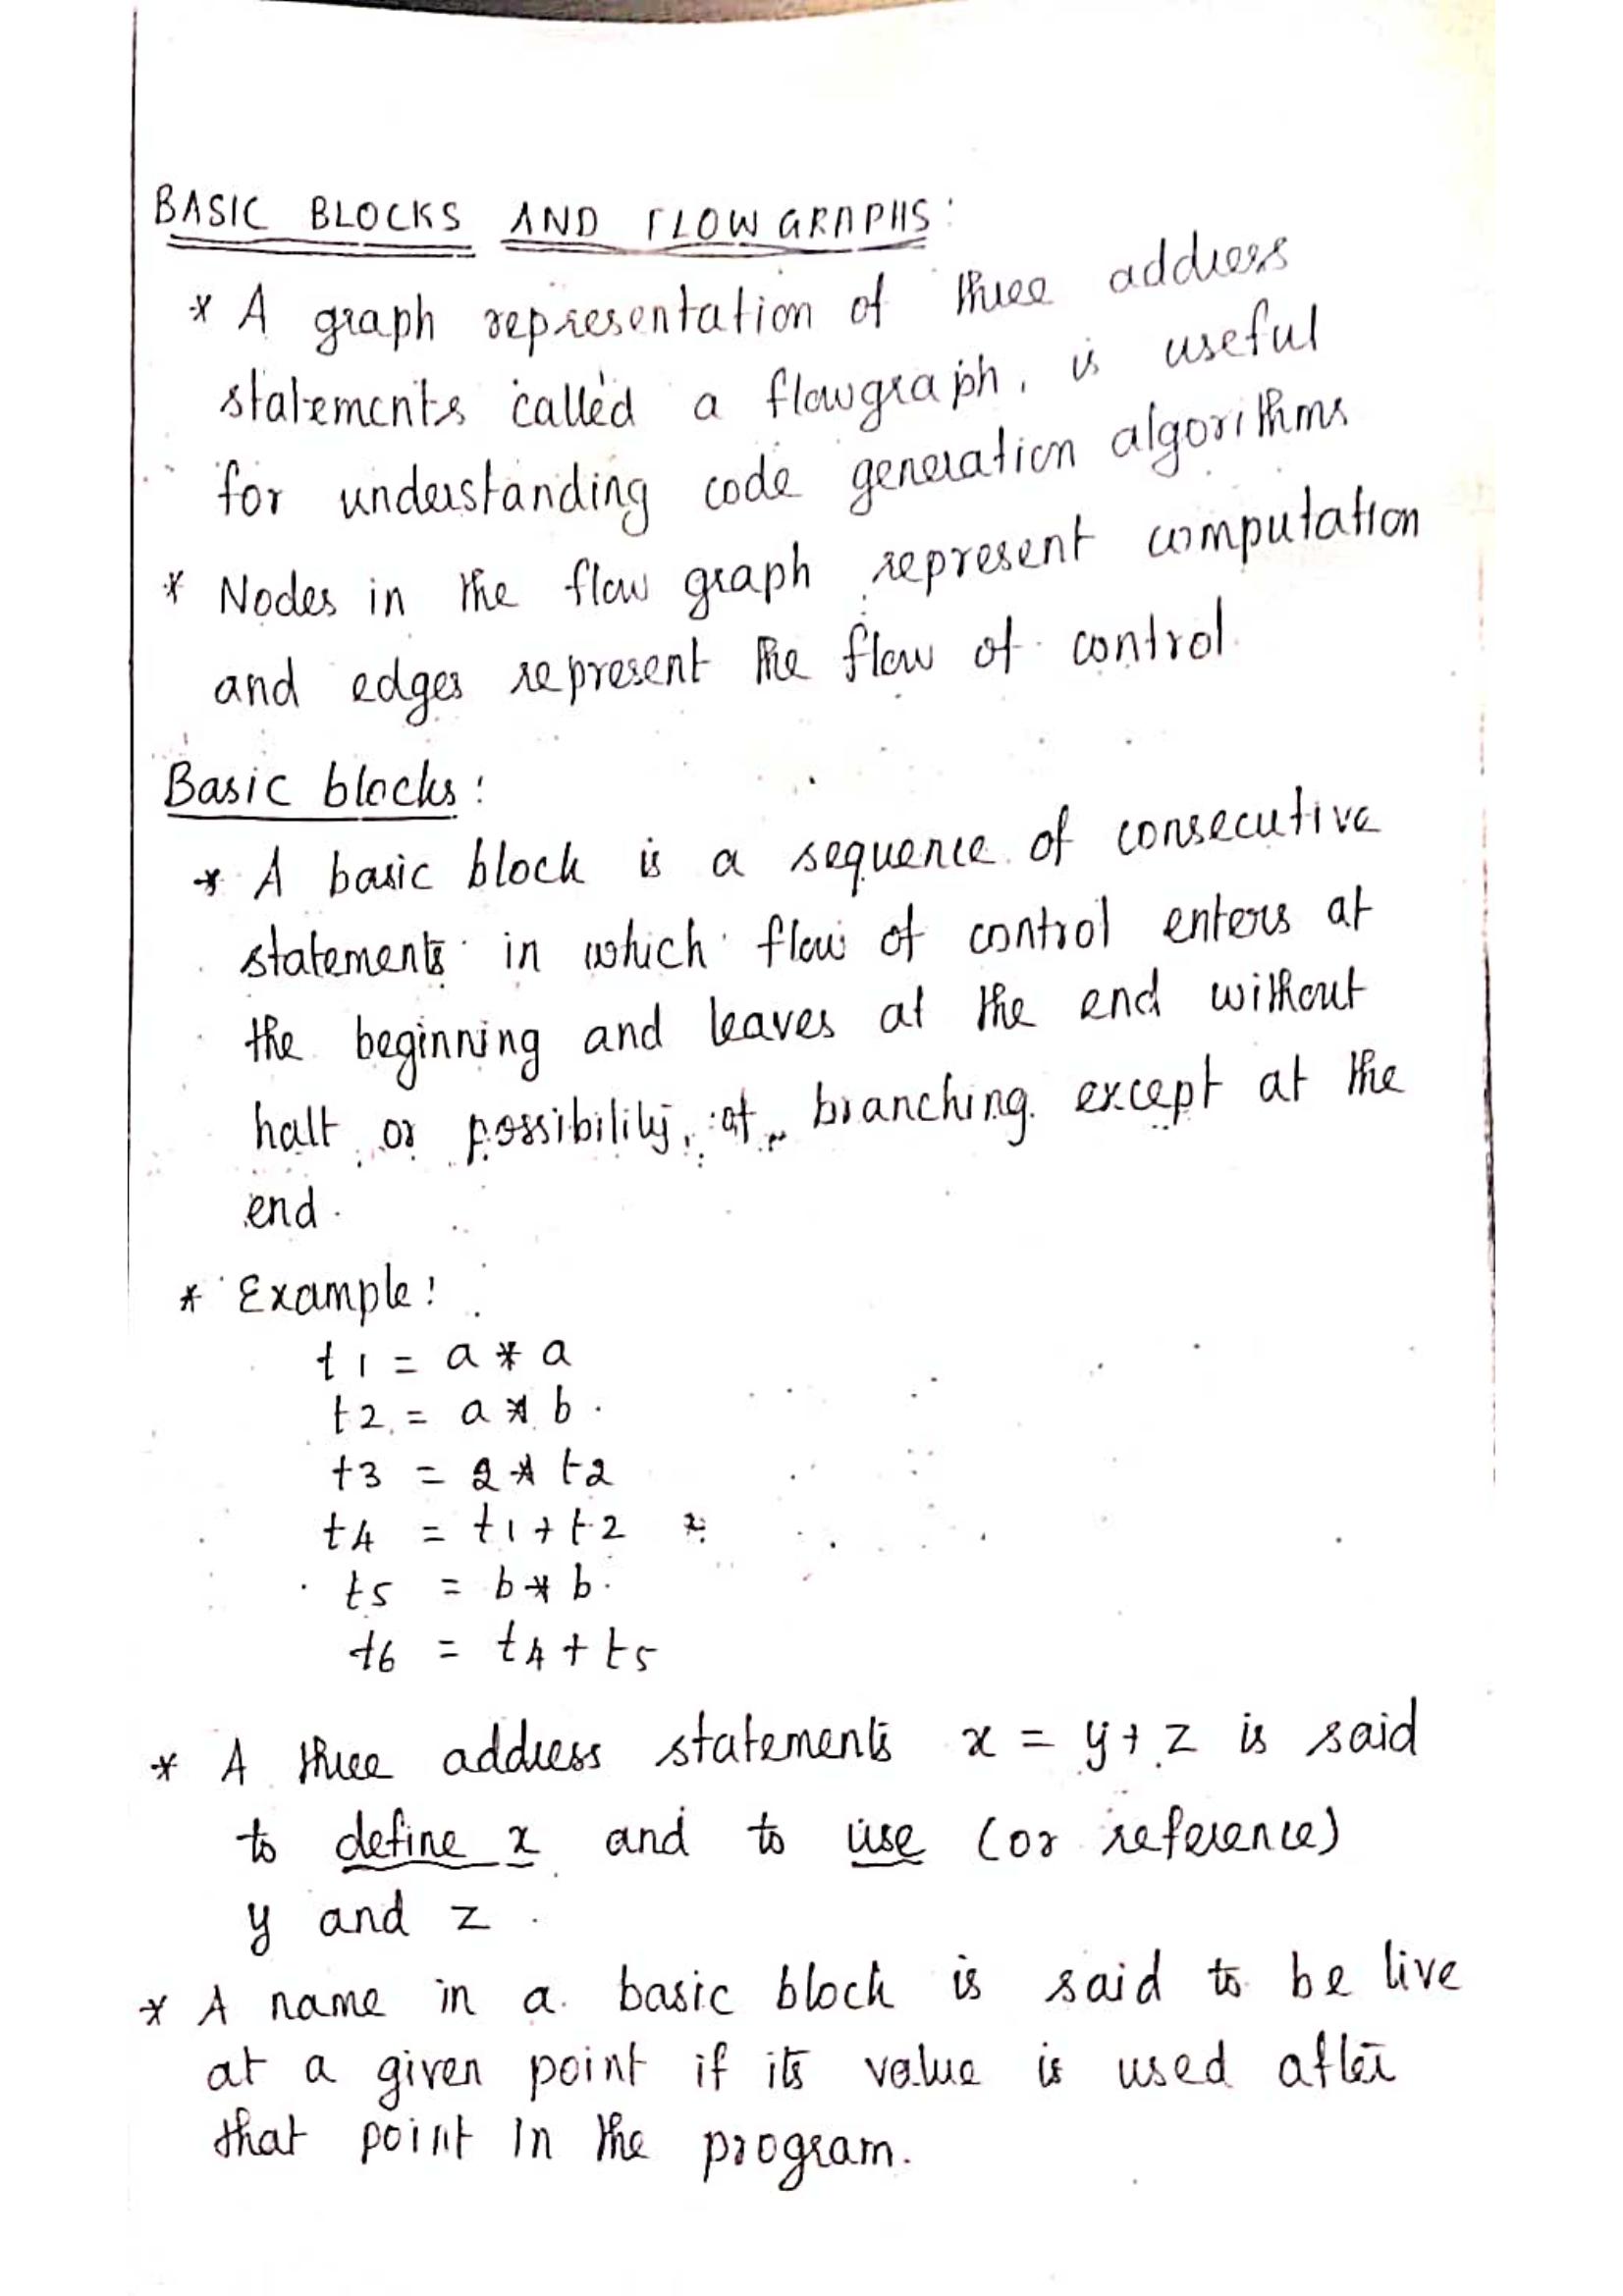 BASIC BLOCKS AND FLOW GRAPHS:
* A graph representation of three address
statements called a flowgraph, is useful
for understanding code generation algorithms
* Nodes in the flow graph represent computation
and edges represent the flow of control
Basic blocks:
* A basic block is a sequence of consecutive
statements in which flow of control enters at
the beginning and leaves at the end without
halt or possibility of branching except at the
end.
* Example:
t1 = a * a
t2 = a * b
t3 = 2 * t2
t4 = t1 + t2
t5 = b * b
t6 = t4 + t5
* A three address statements x = y + z is said
to define x and to use (or reference)
y and z.
* A name in a basic block is said to be live
at a given point if its value is used after
that point in the program.